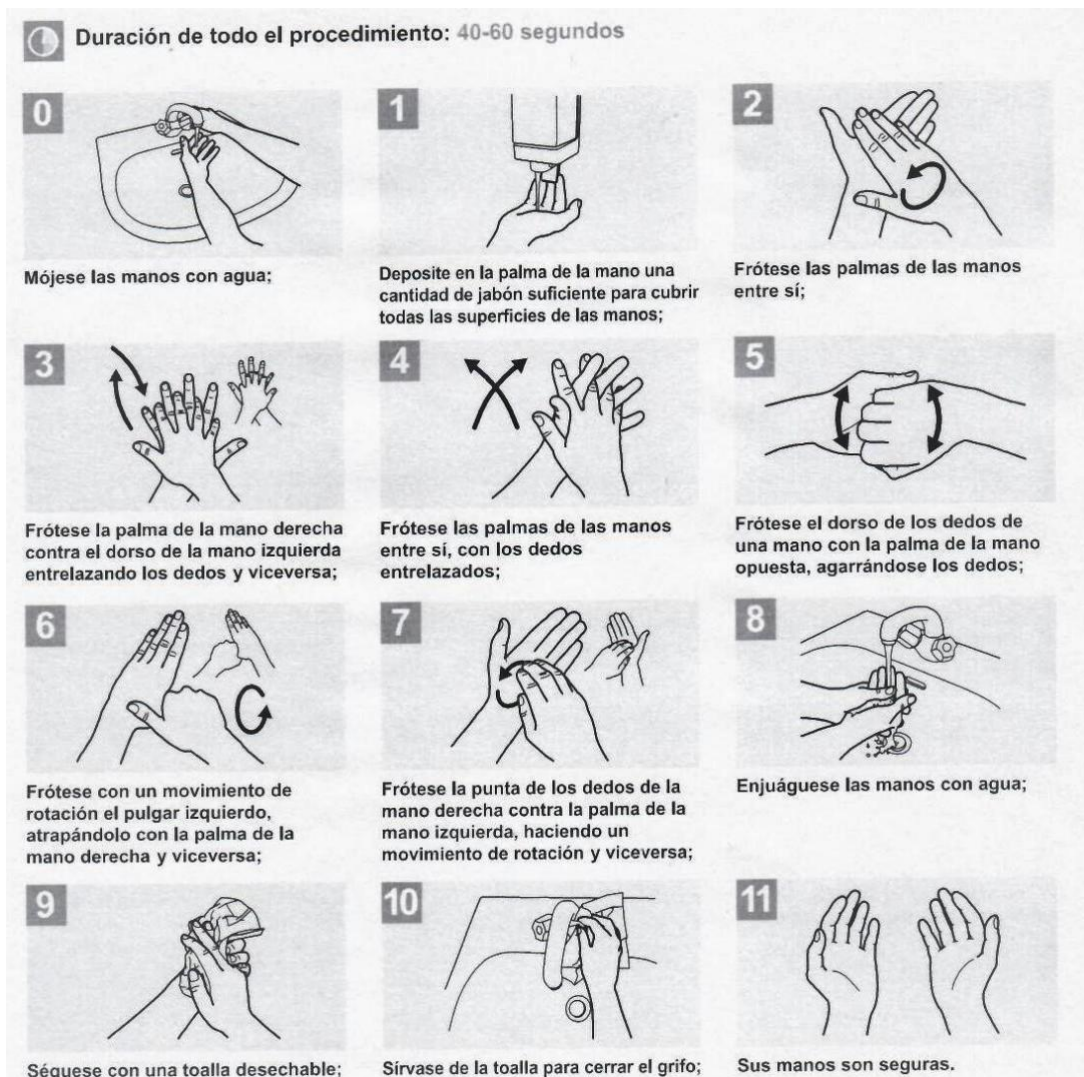 Duración de todo el procedimiento: 40-60 segundos
0
Mójese las manos con agua;
1
Deposite en la palma de la mano una
cantidad de jabón suficiente para cubrir
todas las superficies de las manos;
2
Frótese las palmas de las manos
entre sí;
3
Frótese la palma de la mano derecha
contra el dorso de la mano izquierda
entrelazando los dedos y viceversa;
4
Frótese las palmas de las manos
entre sí, con los dedos
entrelazados;
5
Frótese el dorso de los dedos de
una mano con la palma de la mano
opuesta, agarrándose los dedos;
6
Frótese con un movimiento de
rotación el pulgar izquierdo,
atrapándolo con la palma de la
mano derecha y viceversa;
7
Frótese la punta de los dedos de la
mano derecha contra la palma de la
mano izquierda, haciendo un
movimiento de rotación y viceversa;
8
Enjuáguese las manos con agua;
9
Séquese con una toalla desechable;
10
Sírvase de la toalla para cerrar el grifo;
11
Sus manos son seguras.